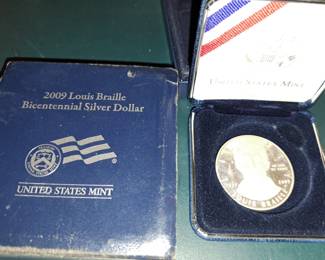 2009 Louis Braille
Bicentennial Silver Dollar
UNITED STATES MINT
UNITED STATES MINT
LOUIS BRAILLE